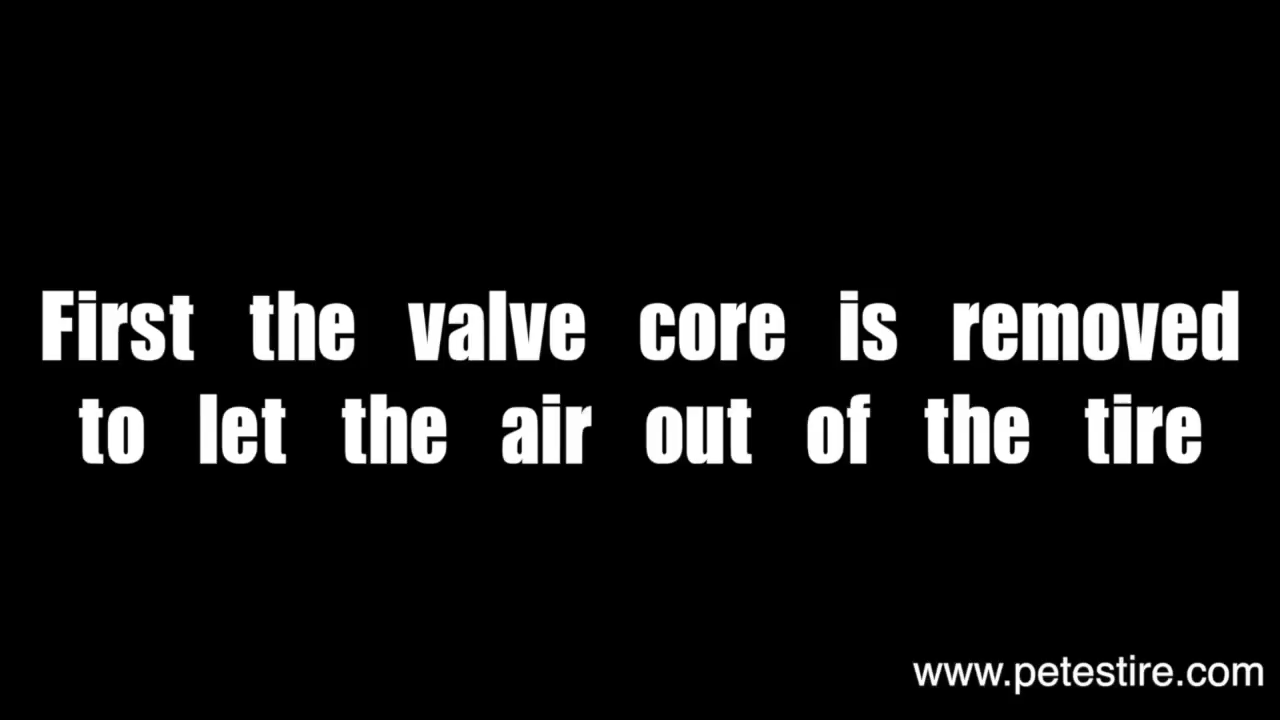 First the valve core is removed
to let the air out of the tire
www.petestire.com